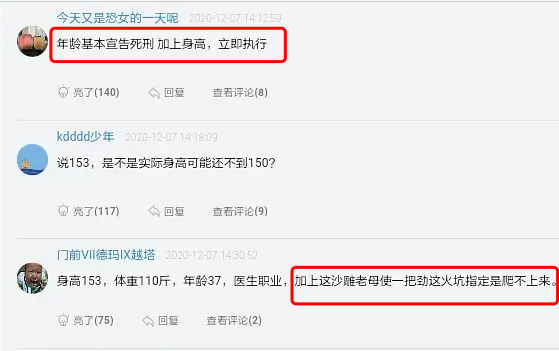 今天又是恐女的一天呢 2020-12-07 14:12:59
年龄基本宣告死刑 加上身高，立即执行
亮了(140) 回复 查看评论(8)
kdddd少年 2020-12-07 14:18:09
说153，是不是实际身高可能还不到150?
亮了(117) 回复 查看评论(9)
门前VII德玛IX越塔 2020-12-07 14:30:52
身高153，体重110斤，年龄37，医生职业，加上这沙雕老母使一把劲这火坑指定是爬不上来。
亮了(75) 回复 查看评论(2)